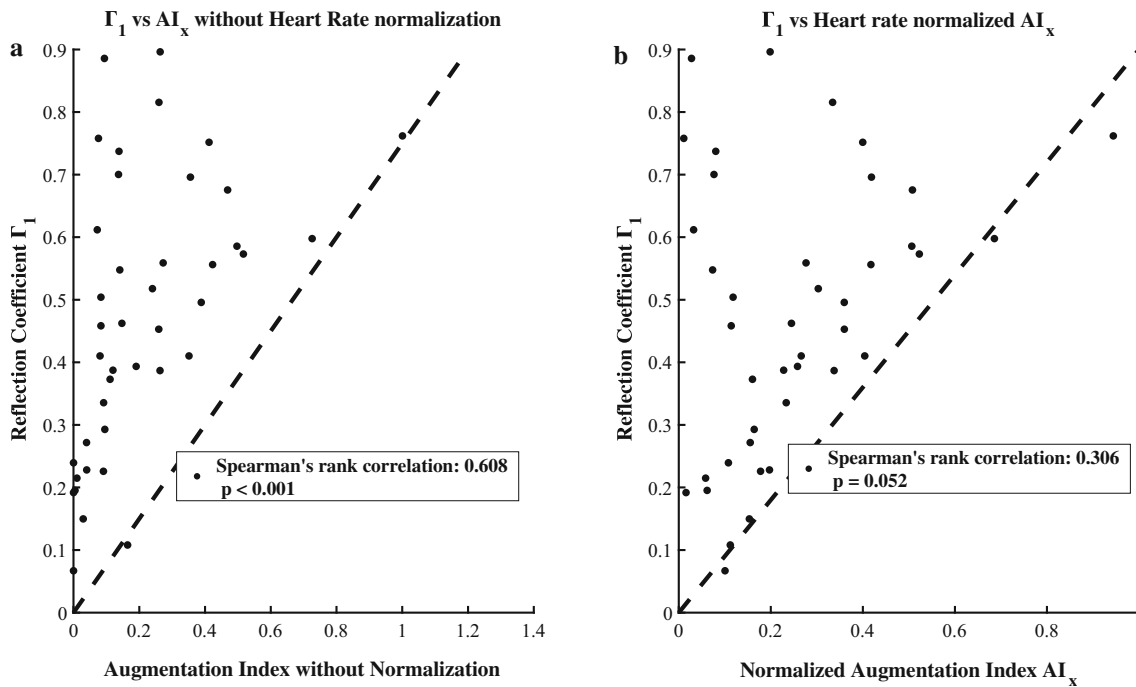 Γ₁ vs AIₓ without Heart Rate normalization
a
0.9
0.8
0.7
0.6
0.5
0.4
0.3
0.2
0.1
0
Reflection Coefficient Γ₁
Spearman's rank correlation: 0.608
p < 0.001
0 0.2 0.4 0.6 0.8 1 1.2 1.4
Augmentation Index without Normalization
Γ₁ vs Heart rate normalized AIₓ
b
0.9
0.8
0.7
0.6
0.5
0.4
0.3
0.2
0.1
0
Reflection Coefficient Γ₁
Spearman's rank correlation: 0.306
p = 0.052
0 0.2 0.4 0.6 0.8
Normalized Augmentation Index AIₓ